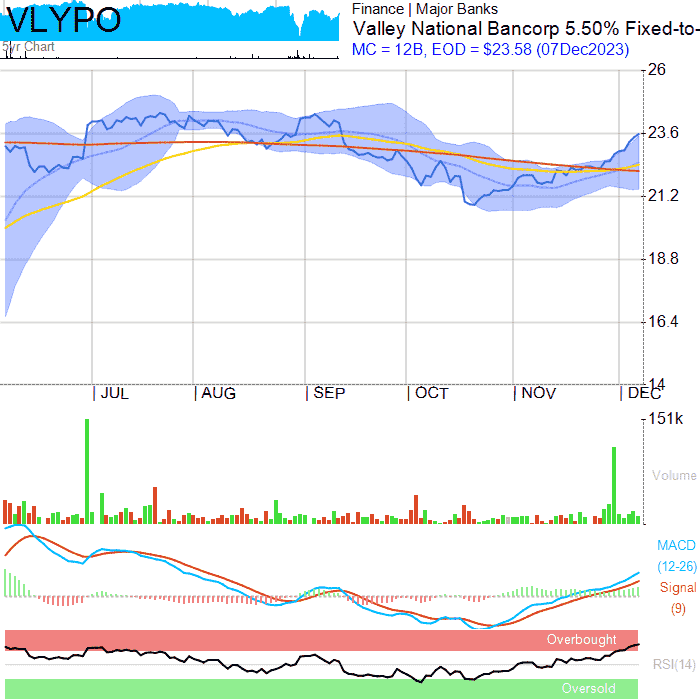 VLYPO
5yr Chart
Finance | Major Banks
Valley National Bancorp 5.50% Fixed-to-
MC = 12B, EOD = $23.58 (07Dec2023)
26
23.6
21.2
18.8
16.4
14
JUL
AUG
SEP
OCT
NOV
DEC
151k
Volume
MACD
(12-26)
Signal
(9)
Overbought
RSI(14)
Oversold